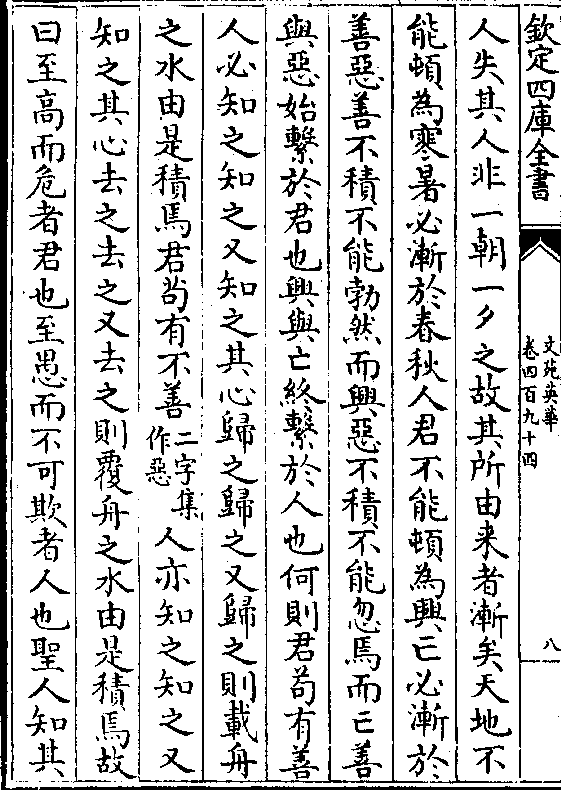 欽定四庫全書
文苑英華
卷四百九十四
八
人失其人非一朝一夕之故其所由来者漸矣天地不
能頓為寒暑必漸於春秋人君不能頓為興亡必漸於
善惡善不積不能勃然而興惡不積不能忽焉而亡善
與惡始繫於君也興與亡終繫於人也何則君苟有善
人必知之知之又知之其心歸之歸之又歸之則載舟
之水由是積焉君苟有不善二字集作惡人亦知之知之又
知之其心去之去之又去之則覆舟之水由是積焉故
曰至高而危者君也至愚而不可欺者人也聖人知其